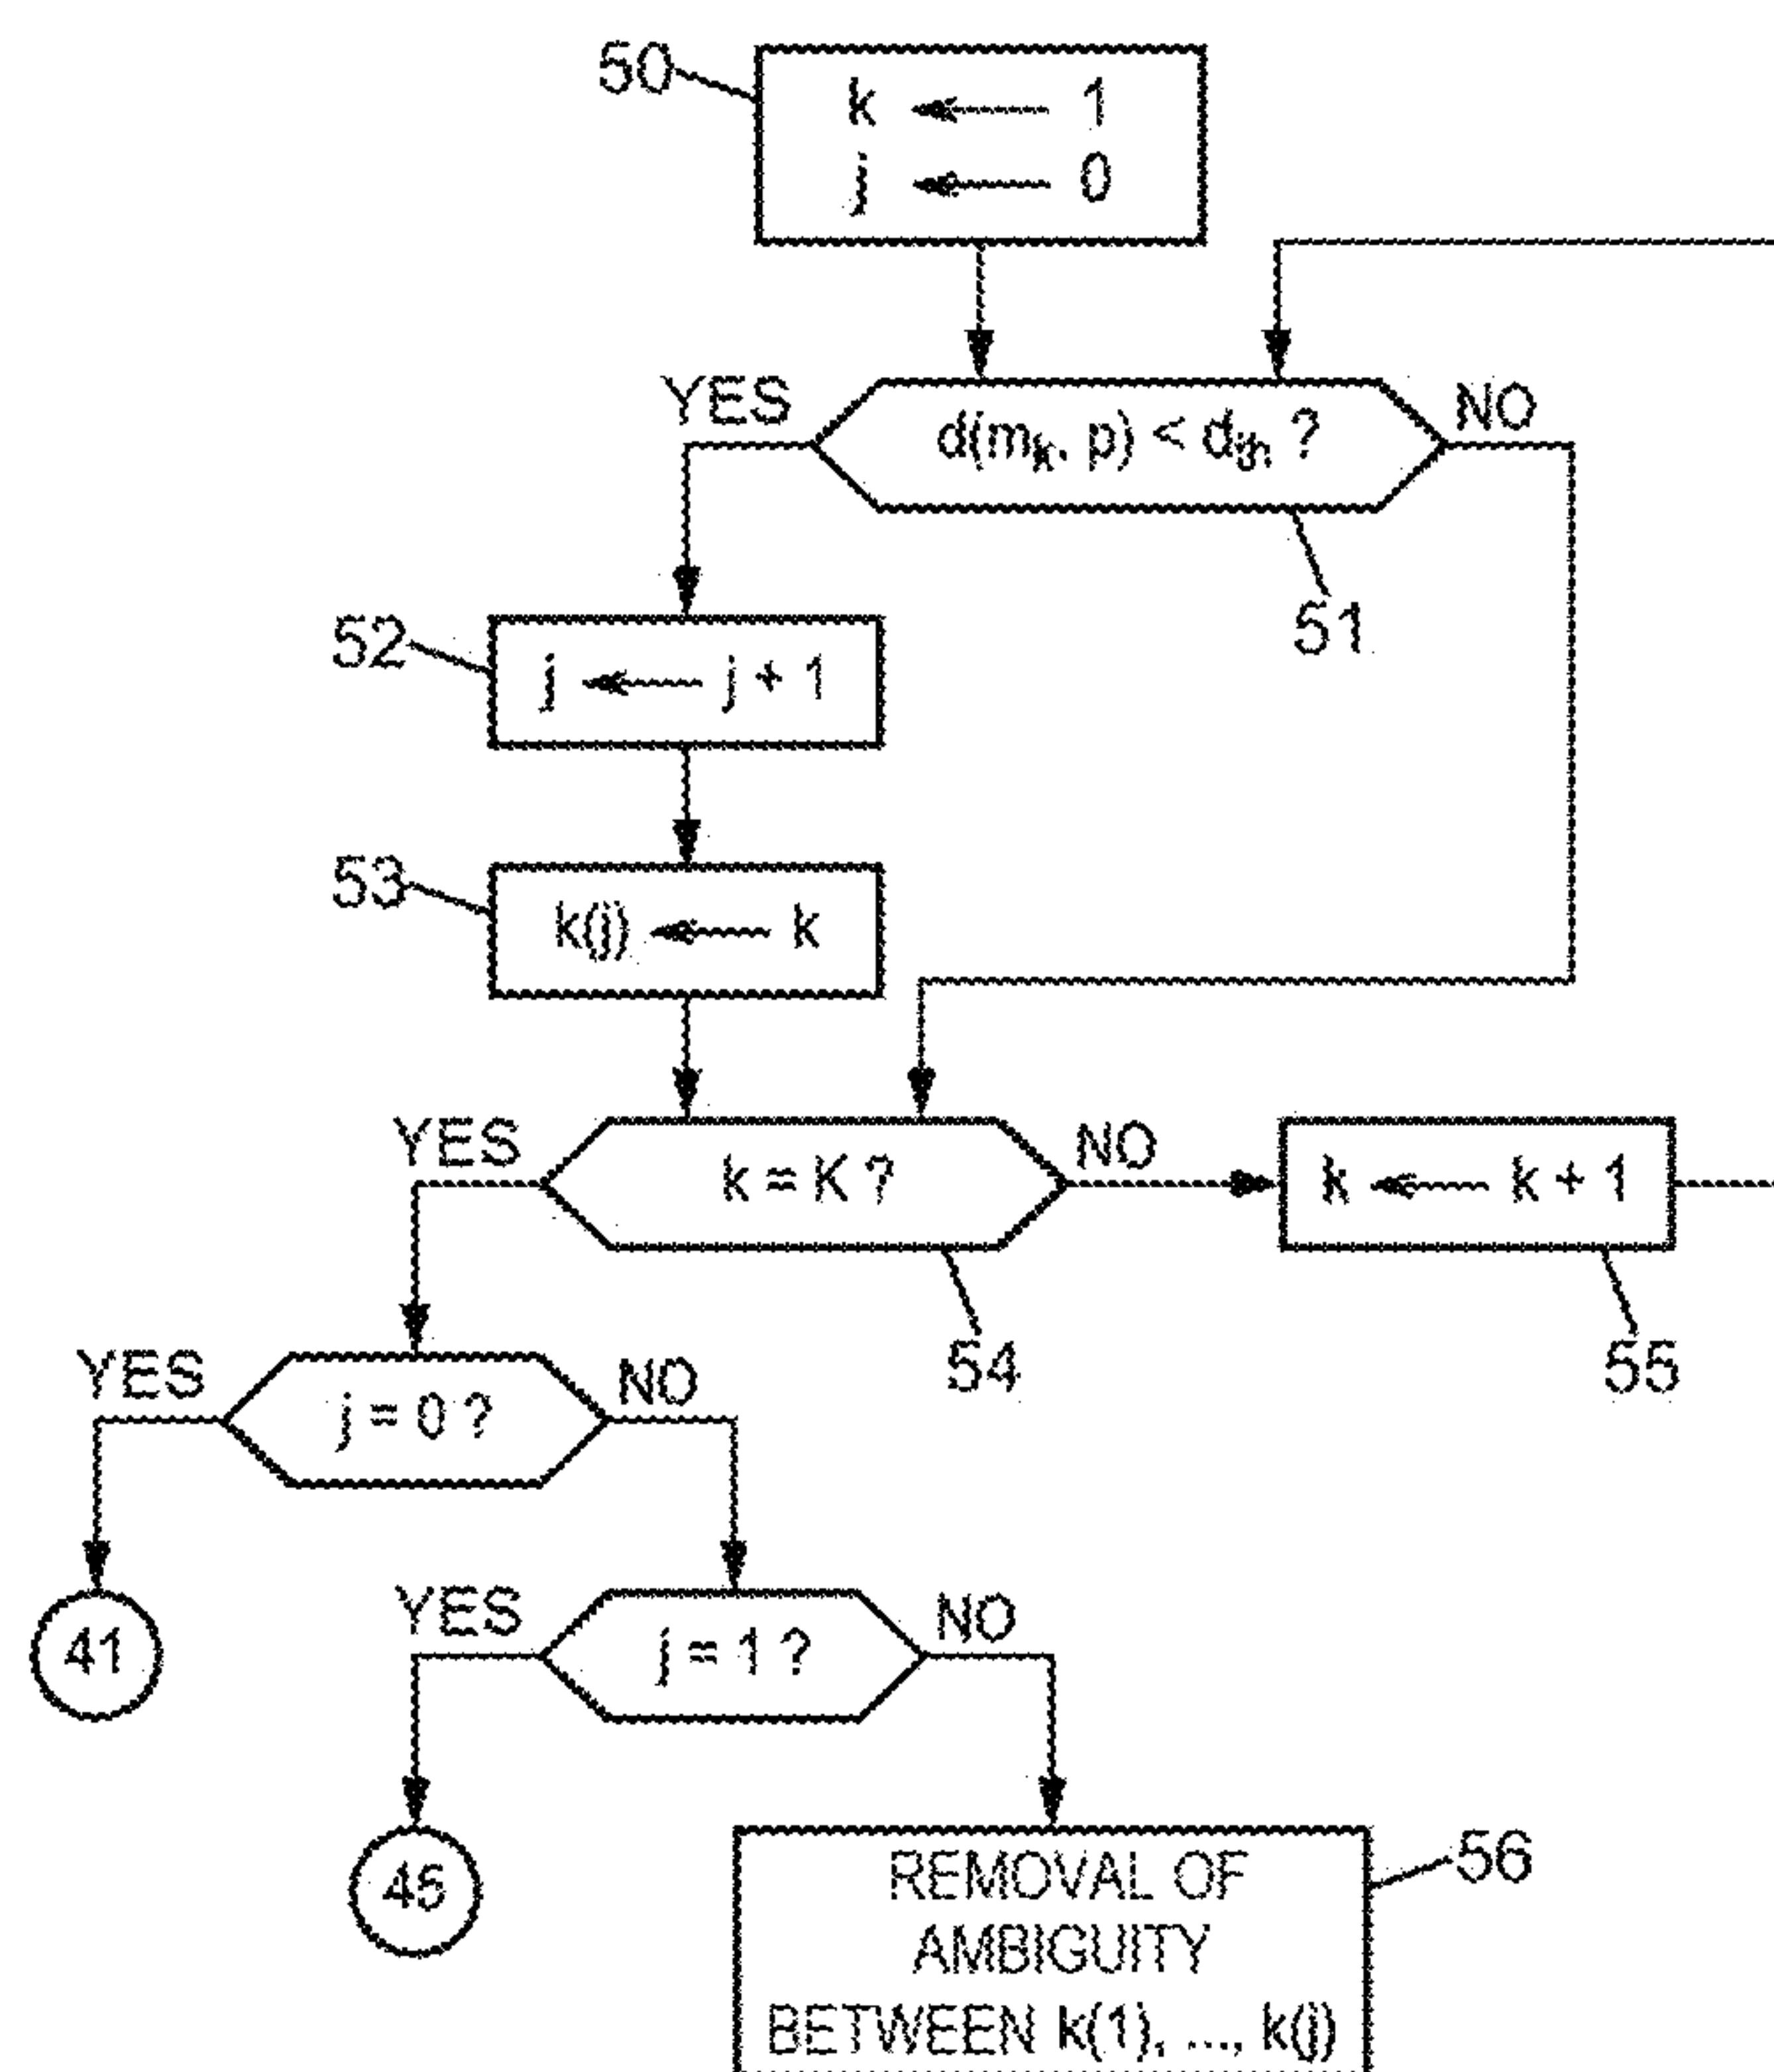 50
k ← 1
j ← 0
YES
d(mk, p) < dth ?
NO
51
52
j ← j + 1
53
k(j) ← k
YES
k = K ?
NO
k ← k + 1
54
55
YES
j = 0 ?
NO
41
YES
j = 1 ?
NO
45
56
REMOVAL OF
AMBIGUITY
BETWEEN k(1), ..., k(j)